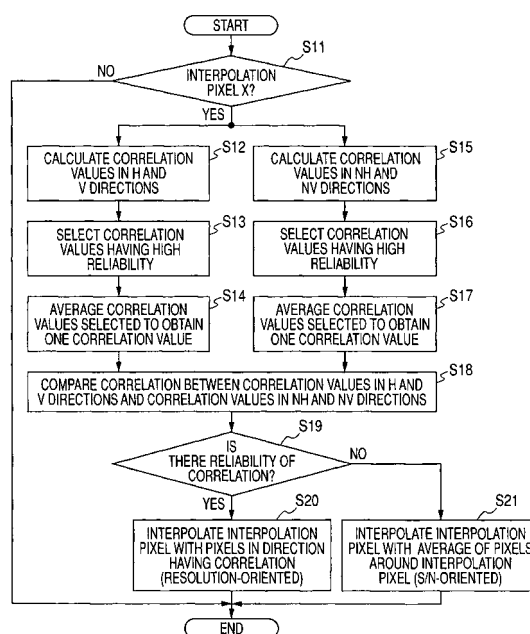 START
S11
NO
INTERPOLATION
PIXEL X?
YES
S12
CALCULATE CORRELATION
VALUES IN H AND
V DIRECTIONS
S15
CALCULATE CORRELATION
VALUES IN NH AND
NV DIRECTIONS
S13
SELECT CORRELATION
VALUES HAVING HIGH
RELIABILITY
S16
SELECT CORRELATION
VALUES HAVING HIGH
RELIABILITY
S14
AVERAGE CORRELATION
VALUES SELECTED TO OBTAIN
ONE CORRELATION VALUE
S17
AVERAGE CORRELATION
VALUES SELECTED TO OBTAIN
ONE CORRELATION VALUE
S18
COMPARE CORRELATION BETWEEN CORRELATION VALUES IN H AND
V DIRECTIONS AND CORRELATION VALUES IN NH AND NV DIRECTIONS
S19
IS
THERE RELIABILITY OF
CORRELATION?
NO
YES
S20
INTERPOLATE INTERPOLATION
PIXEL WITH PIXELS IN DIRECTION
HAVING CORRELATION
(RESOLUTION-ORIENTED)
S21
INTERPOLATE INTERPOLATION
PIXEL WITH AVERAGE OF PIXELS
AROUND INTERPOLATION
PIXEL (S/N-ORIENTED)
END